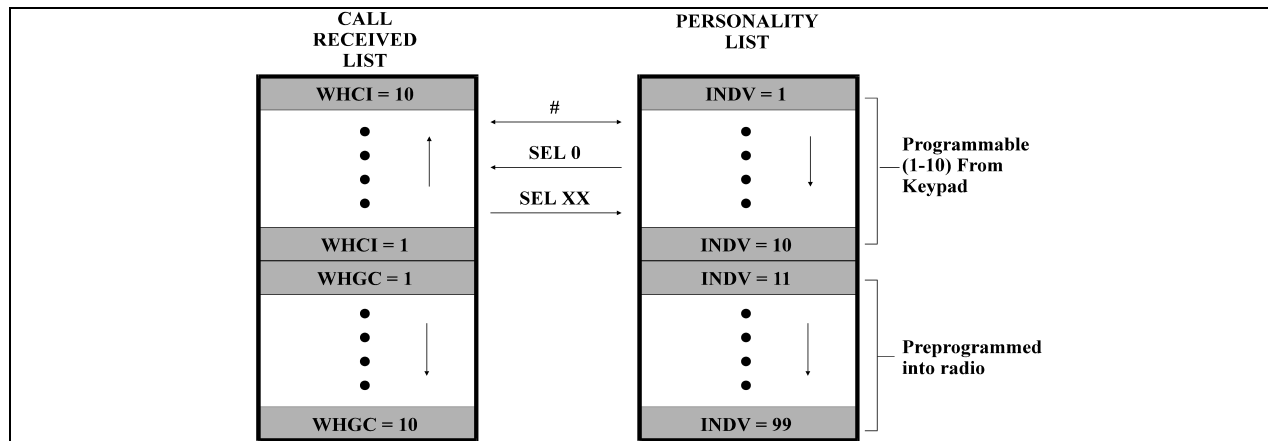 CALL
RECEIVED
LIST
PERSONALITY
LIST
WHCI = 10
#
INDV = 1
SEL 0
SEL XX
Programmable
(1-10) From
Keypad
WHCI = 1
INDV = 10
WHGC = 1
INDV = 11
Preprogrammed
into radio
WHGC = 10
INDV = 99